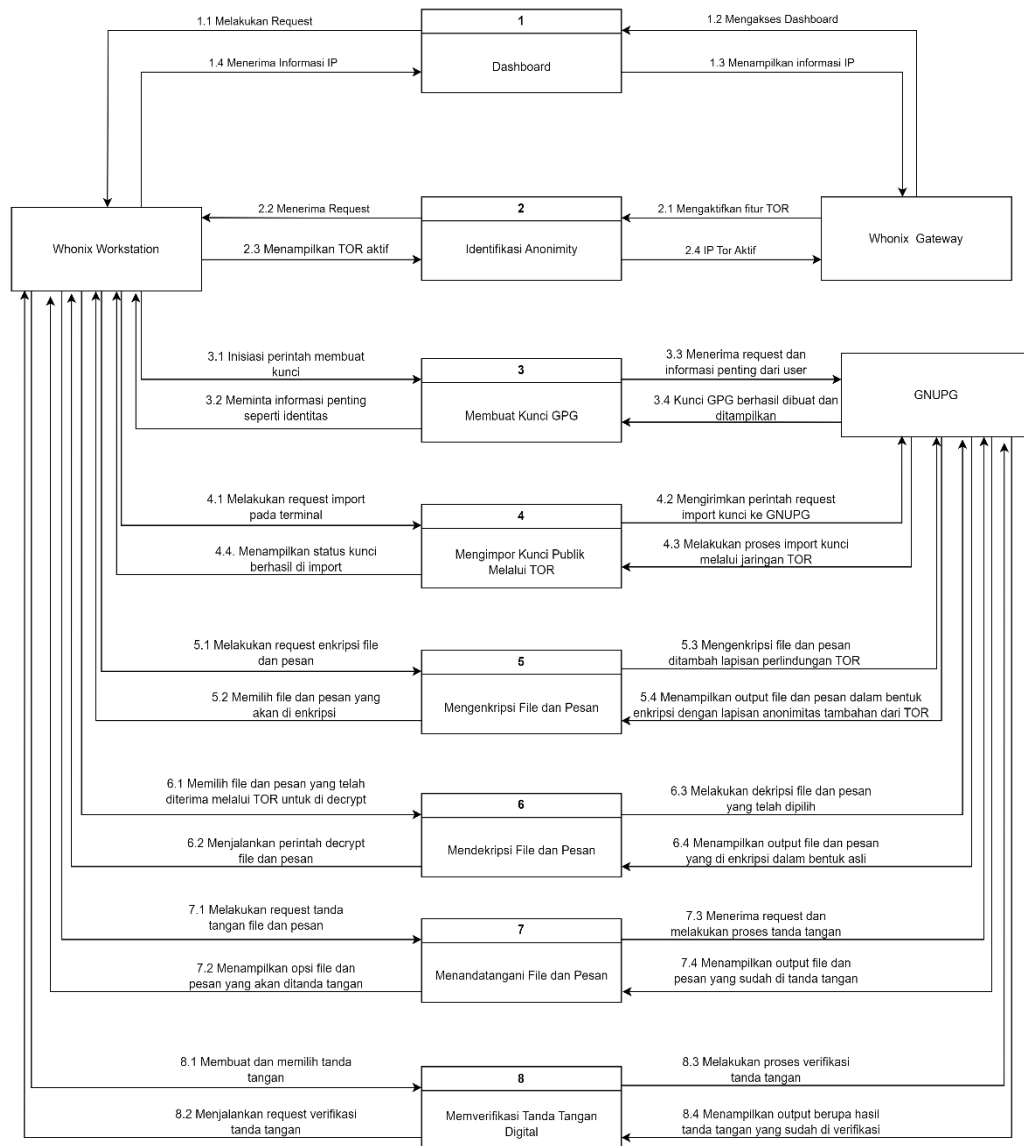 1.1 Melakukan Request
1
1.2 Mengakses Dashboard
1.4 Menerima Informasi IP
Dashboard
1.3 Menampilkan informasi IP
Whonix Workstation
2.2 Menerima Request
2
2.1 Mengaktifkan fitur TOR
Whonix Gateway
2.3 Menampilkan TOR aktif
Identifikasi Anonimity
2.4 IP Tor Aktif
3.1 Inisiasi perintah membuat
kunci
3
3.3 Menerima request dan
informasi penting dari user
GNUPG
3.2 Meminta informasi penting
seperti identitas
Membuat Kunci GPG
3.4 Kunci GPG berhasil dibuat dan
ditampilkan
4.1 Melakukan request import
pada terminal
4
4.2 Mengirimkan perintah request
import kunci ke GNUPG
4.4. Menampilkan status kunci
berhasil di import
Mengimpor Kunci Publik
Melalui TOR
4.3 Melakukan proses import kunci
melalui jaringan TOR
5.1 Melakukan request enkripsi file
dan pesan
5
5.3 Mengenkripsi file dan pesan
ditambah lapisan perlindungan TOR
5.2 Memilih file dan pesan yang
akan di enkripsi
Mengenkripsi File dan Pesan
5.4 Menampilkan output file dan pesan dalam bentuk
enkripsi dengan lapisan anonimitas tambahan dari TOR
6.1 Memilih file dan pesan yang telah
diterima melalui TOR untuk di decrypt
6
6.3 Melakukan dekripsi file dan pesan
yang telah dipilih
6.2 Menjalankan perintah decrypt
file dan pesan
Mendekripsi File dan Pesan
6.4 Menampilkan output file dan pesan
yang di enkripsi dalam bentuk asli
7.1 Melakukan request tanda
tangan file dan pesan
7
7.3 Menerima request dan
melakukan proses tanda tangan
7.2 Menampilkan opsi file dan
pesan yang akan ditanda tangan
Menandatangani File dan Pesan
7.4 Menampilkan output file dan
pesan yang sudah di tanda tangan
8.1 Membuat dan memilih tanda
tangan
8
8.3 Melakukan proses verifikasi
tanda tangan
8.2 Menjalankan request verifikasi
tanda tangan
Memverifikasi Tanda Tangan
Digital
8.4 Menampilkan output berupa hasil
tanda tangan yang sudah di verifikasi